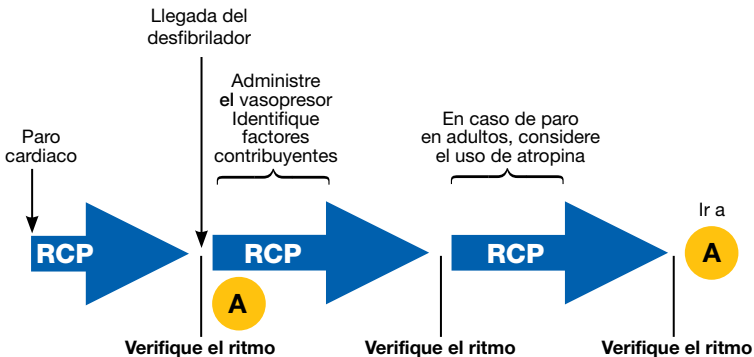 Llegada del
desfibrilador
Administre
el vasopresor
Identifique
factores
contribuyentes
En caso de paro
en adultos, considere
el uso de atropina
Paro
cardiaco
Ir a
RCP
RCP
RCP
A
A
Verifique el ritmo
Verifique el ritmo
Verifique el ritmo